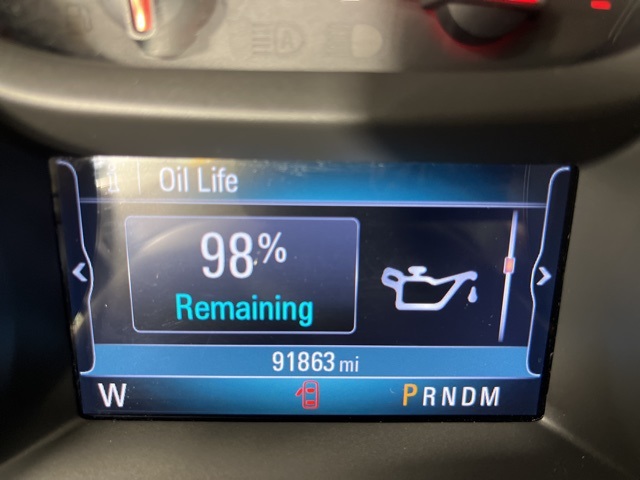 Oil Life
98%
Remaining
91863 mi
W PRNDM